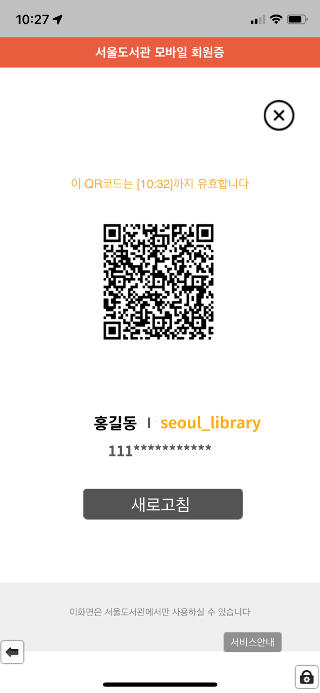 10:27
서울도서관 모바일 회원증
이 QR코드는 [10:32]까지 유효합니다
홍길동 | seoul_library
111***********
새로고침
이화면은 서울도서관에서만 사용하실 수 있습니다
서비스안내